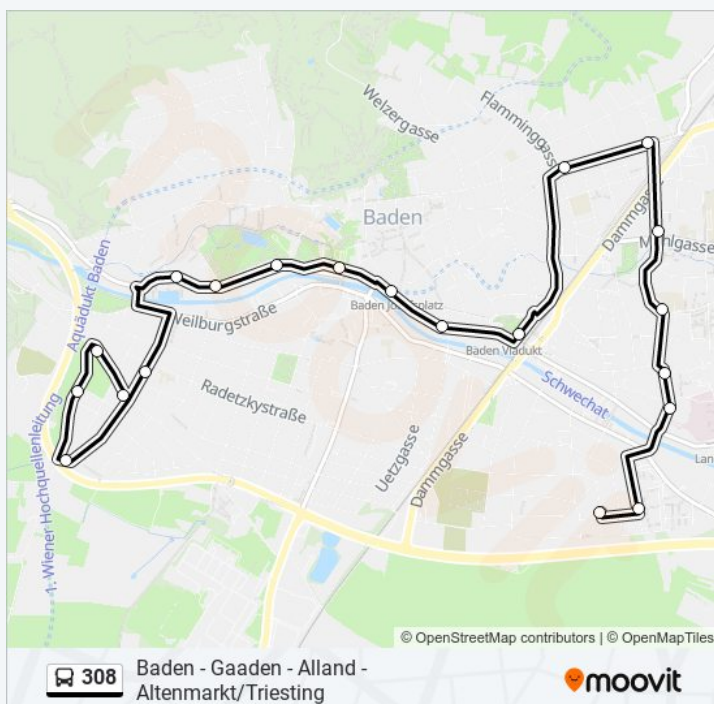 Welzergasse
Flamminggasse
Baden
Dammgasse
Mühlgasse
Aquädukt Baden
Weilburgstraße
Baden Josefsplatz
Baden Viadukt
Radetzkystraße
Schwechat
Uetzgasse
Dammgasse
Lan
1. Wiener Hochquellenleitung
© OpenStreetMap contributors | © OpenMapTiles
308
Baden - Gaaden - Alland -
Altenmarkt/Triesting
moovit